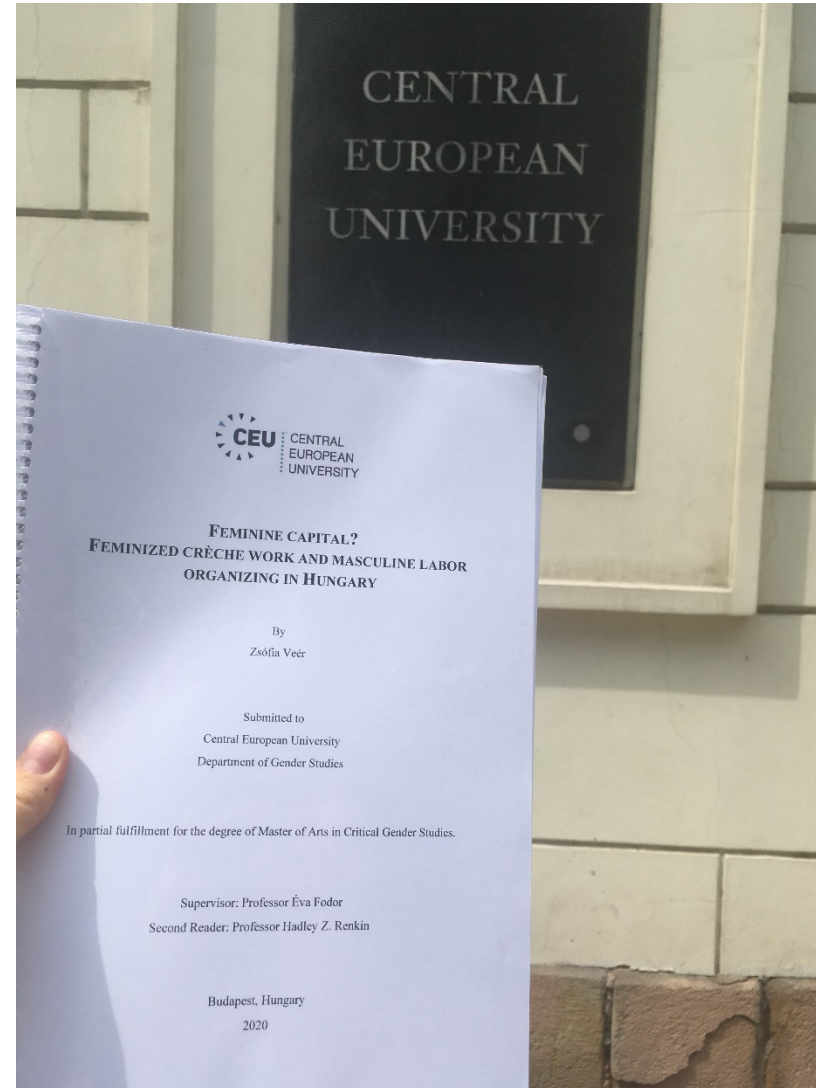 CENTRAL
EUROPEAN
UNIVERSITY
CEU
CENTRAL
EUROPEAN
UNIVERSITY
FEMININE CAPITAL?
FEMINIZED CRÈCHE WORK AND MASCULINE LABOR
ORGANIZING IN HUNGARY
By
Zsófia Veér
Submitted to
Central European University
Department of Gender Studies
In partial fulfillment for the degree of Master of Arts in Critical Gender Studies.
Supervisor: Professor Éva Fodor
Second Reader: Professor Hadley Z. Renkin
Budapest, Hungary
2020